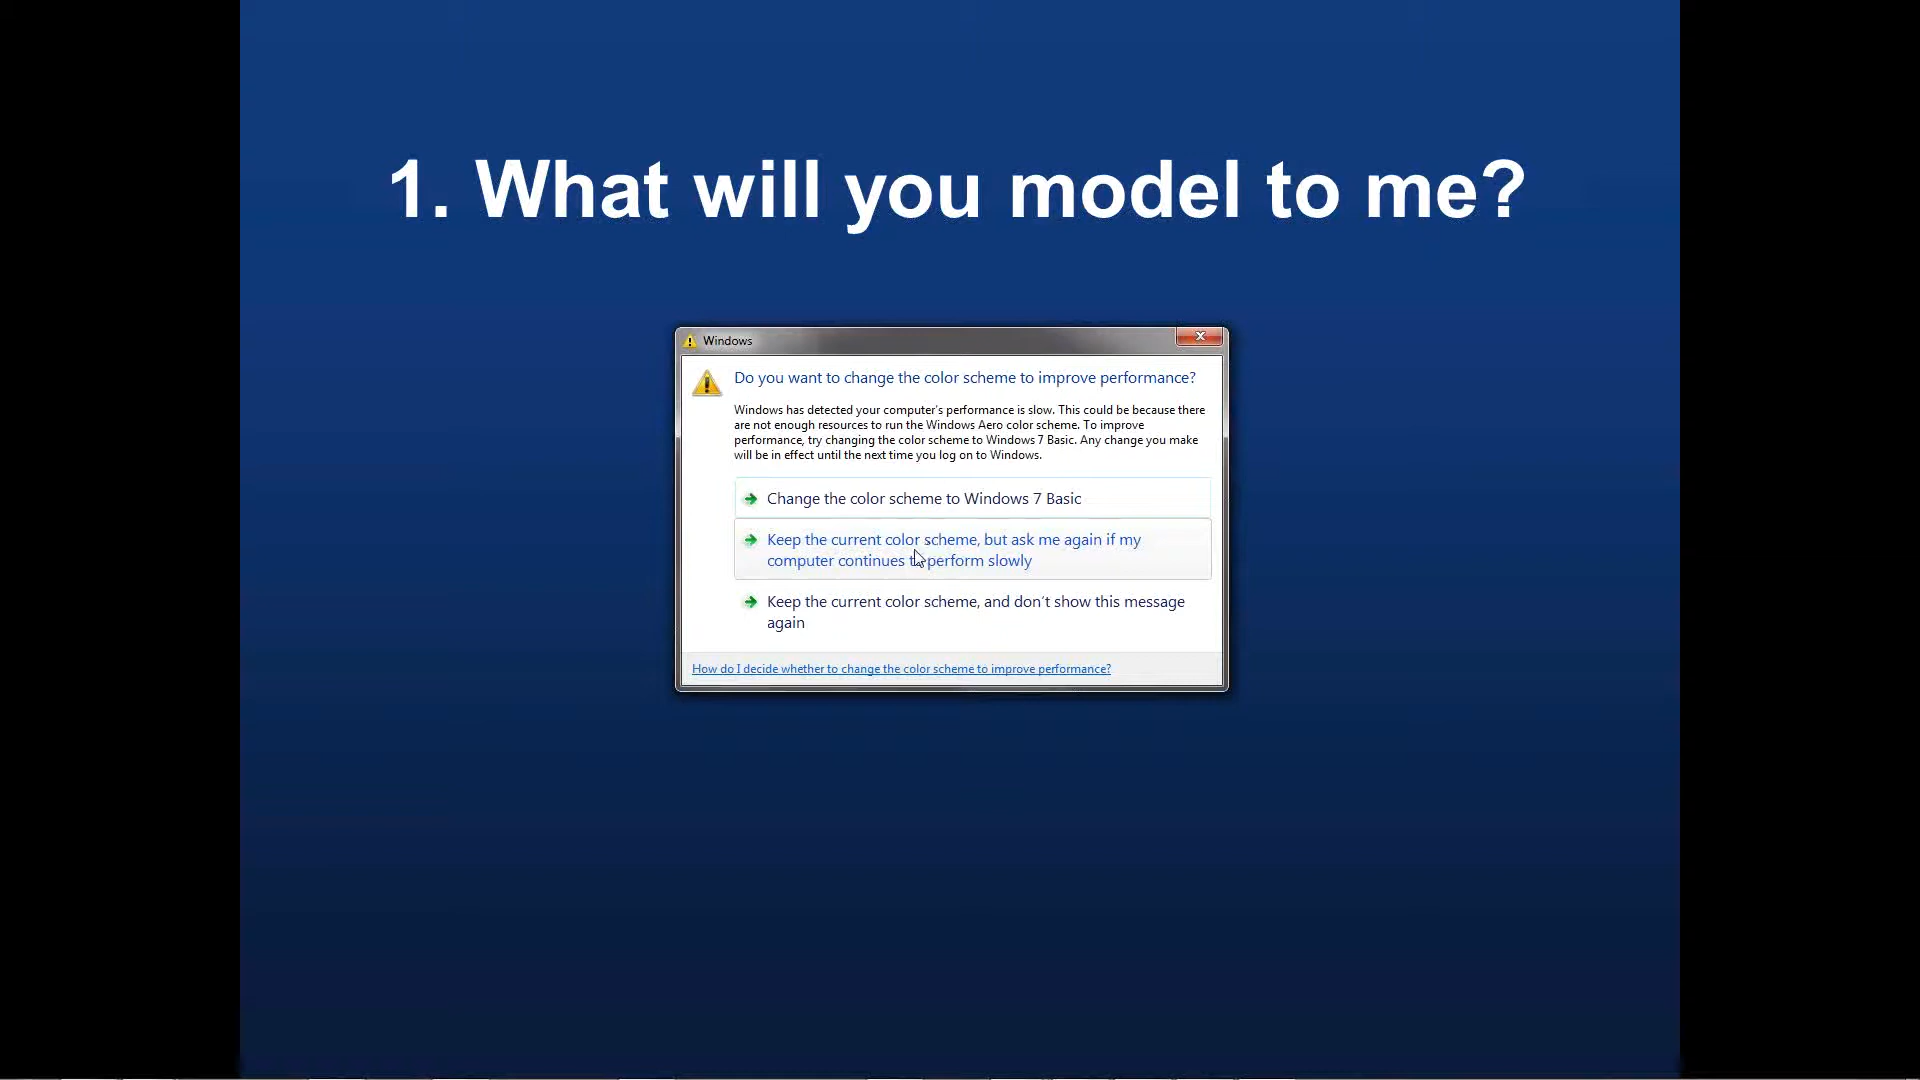 1. What will you model to me?
Windows
Do you want to change the color scheme to improve performance?
Windows has detected your computer's performance is slow. This could be because there
are not enough resources to run the Windows Aero color scheme. To improve
performance, try changing the color scheme to Windows 7 Basic. Any change you make
will be in effect until the next time you log on to Windows.
Change the color scheme to Windows 7 Basic
Keep the current color scheme, but ask me again if my
computer continues to perform slowly
Keep the current color scheme, and don't show this message
again
How do I decide whether to change the color scheme to improve performance?